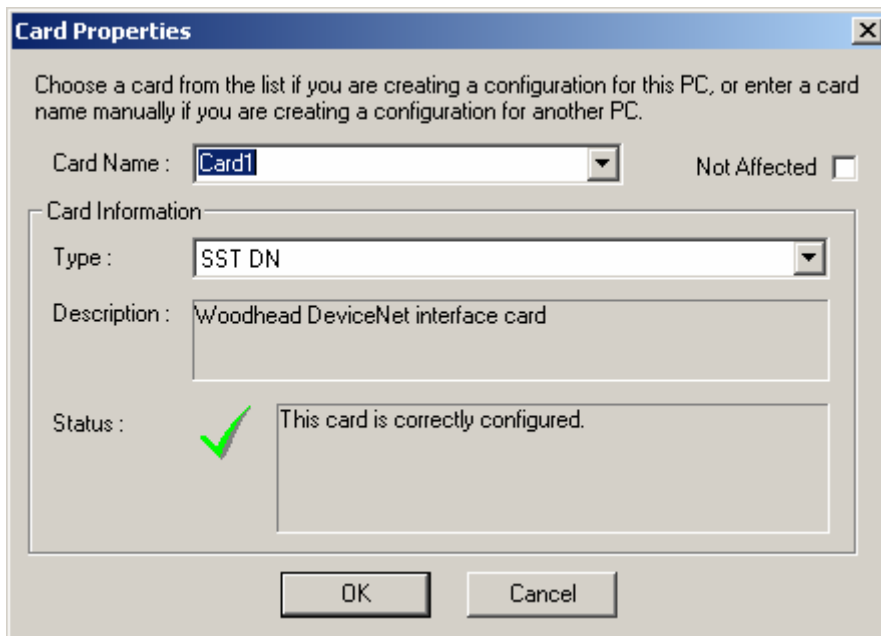 Card Properties
Choose a card from the list if you are creating a configuration for this PC, or enter a card
name manually if you are creating a configuration for another PC.
Card Name : Card1 Not Affected
Card Information
Type : SST DN
Description : Woodhead DeviceNet interface card
Status : This card is correctly configured.
OK Cancel